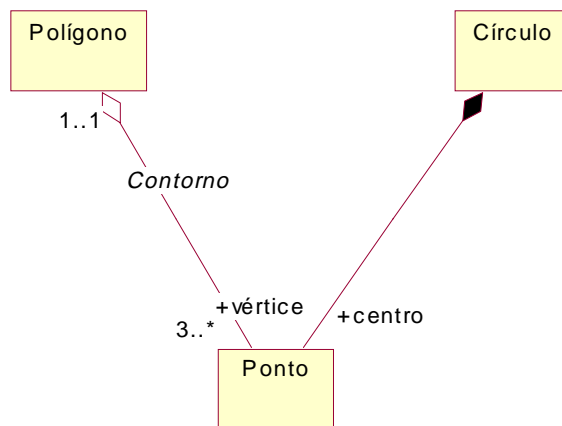 Polígono
Círculo
1..1
Contorno
+vértice
+centro
3..*
Ponto